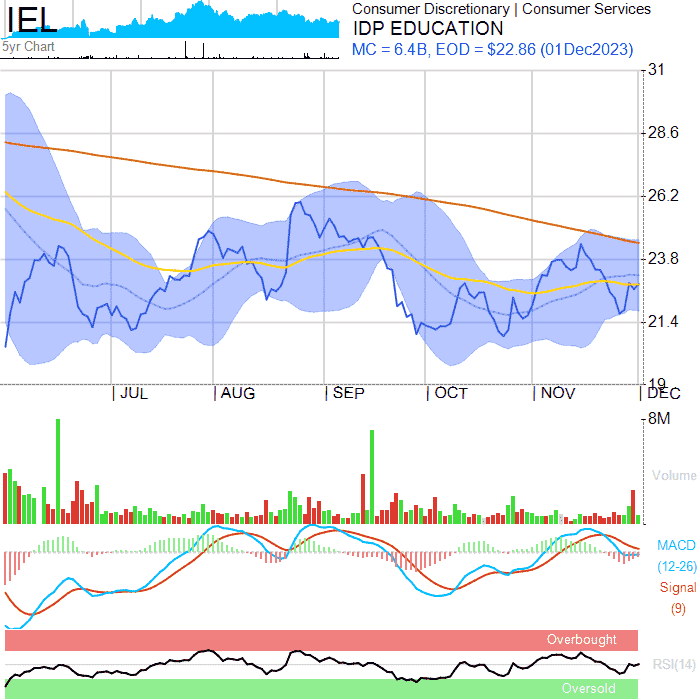 IEL
5yr Chart
Consumer Discretionary | Consumer Services
IDP EDUCATION
MC = 6.4B, EOD = $22.86 (01Dec2023)
31
28.6
26.2
23.8
21.4
19
JUL
AUG
SEP
OCT
NOV
DEC
8M
Volume
MACD
(12-26)
Signal
(9)
Overbought
RSI(14)
Oversold